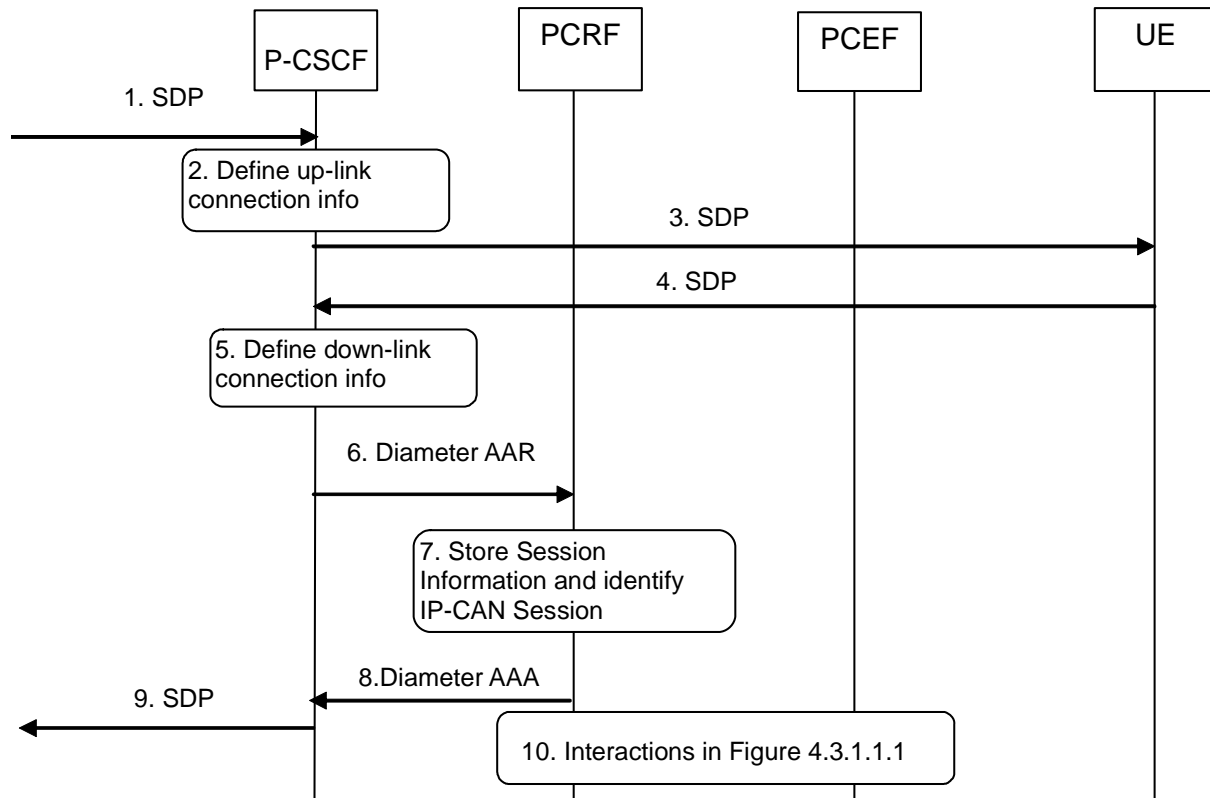 P-CSCF
PCRF
PCEF
UE
1. SDP
2. Define up-link
connection info
3. SDP
4. SDP
5. Define down-link
connection info
6. Diameter AAR
7. Store Session
Information and identify
IP-CAN Session
8.Diameter AAA
9. SDP
10. Interactions in Figure 4.3.1.1.1